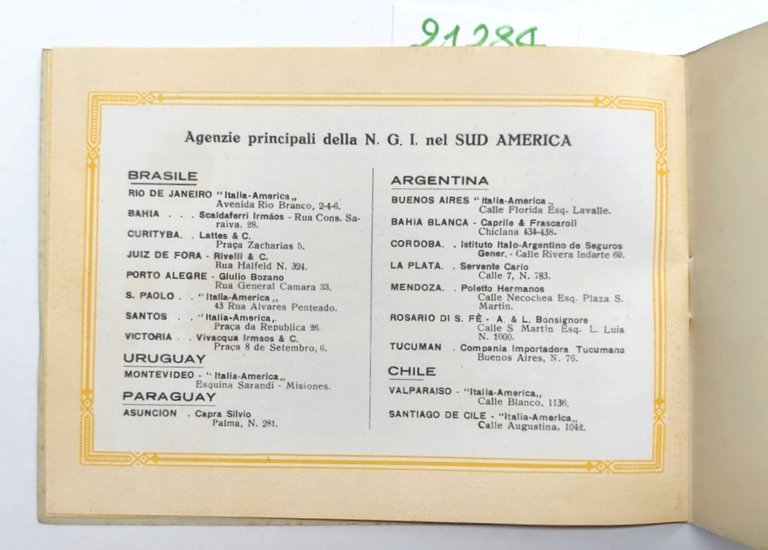 91284
Agenzie principali della N. G. I. nel SUD AMERICA
BRASILE
RIO DE JANEIRO "Italia-America„
Avenida Rio Branco, 2-4-6.
BAHIA . . . Scaldaferri Irmãos - Rua Cons. Sa-
raiva, 28.
CURITYBA. . Lattes & C.
Praça Zacharias 5.
JUIZ DE FORA - Rivelli & C.
Rua Halfeld N. 324.
PORTO ALEGRE - Giulio Bozano
Rua General Camara 33.
S. PAOLO . . "Italia-America„
43 Rua Alvares Penteado.
SANTOS . . "Italia-America„
Praça da Republica 26.
VICTORIA . . Vivacqua Irmaos & C.
Praça 8 de Setembro, 6.
URUGUAY
MONTEVIDEO - "Italia-America„
Esquina Sarandi - Misiones.
PARAGUAY
ASUNCION . Capra Silvio
Palma, N. 281.
ARGENTINA
BUENOS AIRES "Italia-America„
Calle Florida Esq. Lavalle.
BAHIA BLANCA - Caprile & Frascaroli
Chiclana 434-438.
CORDOBA. . Istituto Italo-Argentino de Seguros
Gener. - Calle Rivera Indarte 60.
LA PLATA. . Servente Carlo
Calle 7, N. 783.
MENDOZA. . Poletto Hermanos
Calle Necochea Esq. Plaza S.
Martin.
ROSARIO DI S. FÈ - A. & L. Bonsignore
Calle S Martin Esq. L. Luis
N. 1000.
TUCUMAN . Compania Importadora Tucumana
Buenos Aires, N. 76.
CHILE
VALPARAISO - "Italia-America„
Calle Blanco, 1136.
SANTIAGO DE CILE - "Italia-America„
Calle Augustina, 1042.